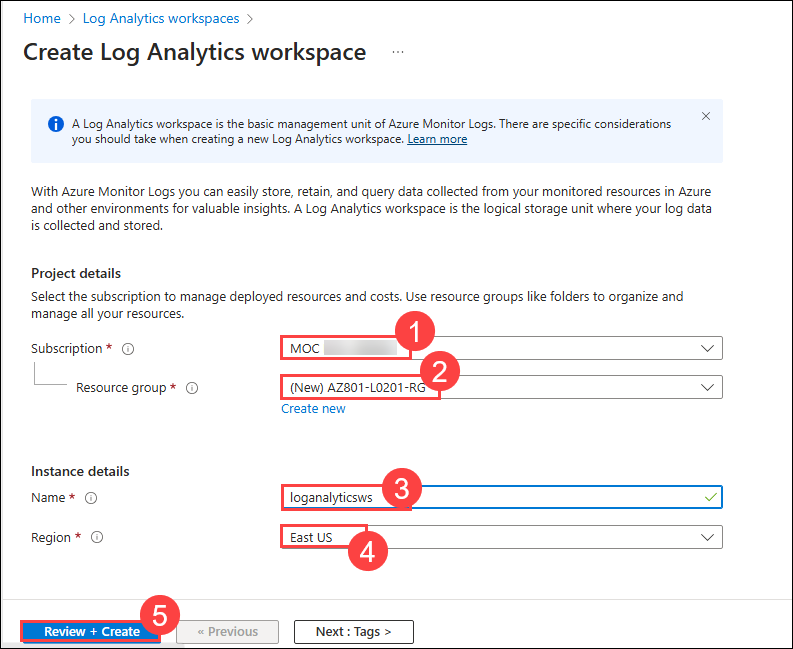 Home > Log Analytics workspaces >
Create Log Analytics workspace ...
A Log Analytics workspace is the basic management unit of Azure Monitor Logs. There are specific considerations
you should take when creating a new Log Analytics workspace. Learn more
With Azure Monitor Logs you can easily store, retain, and query data collected from your monitored resources in Azure
and other environments for valuable insights. A Log Analytics workspace is the logical storage unit where your log data
is collected and stored.
Project details
Select the subscription to manage deployed resources and costs. Use resource groups like folders to organize and
manage all your resources.
Subscription *
MOC
1
Resource group *
(New) AZ801-L0201-RG
2
Create new
Instance details
Name *
loganalyticsws
3
Region *
East US
4
Review + Create
5
« Previous
Next : Tags >